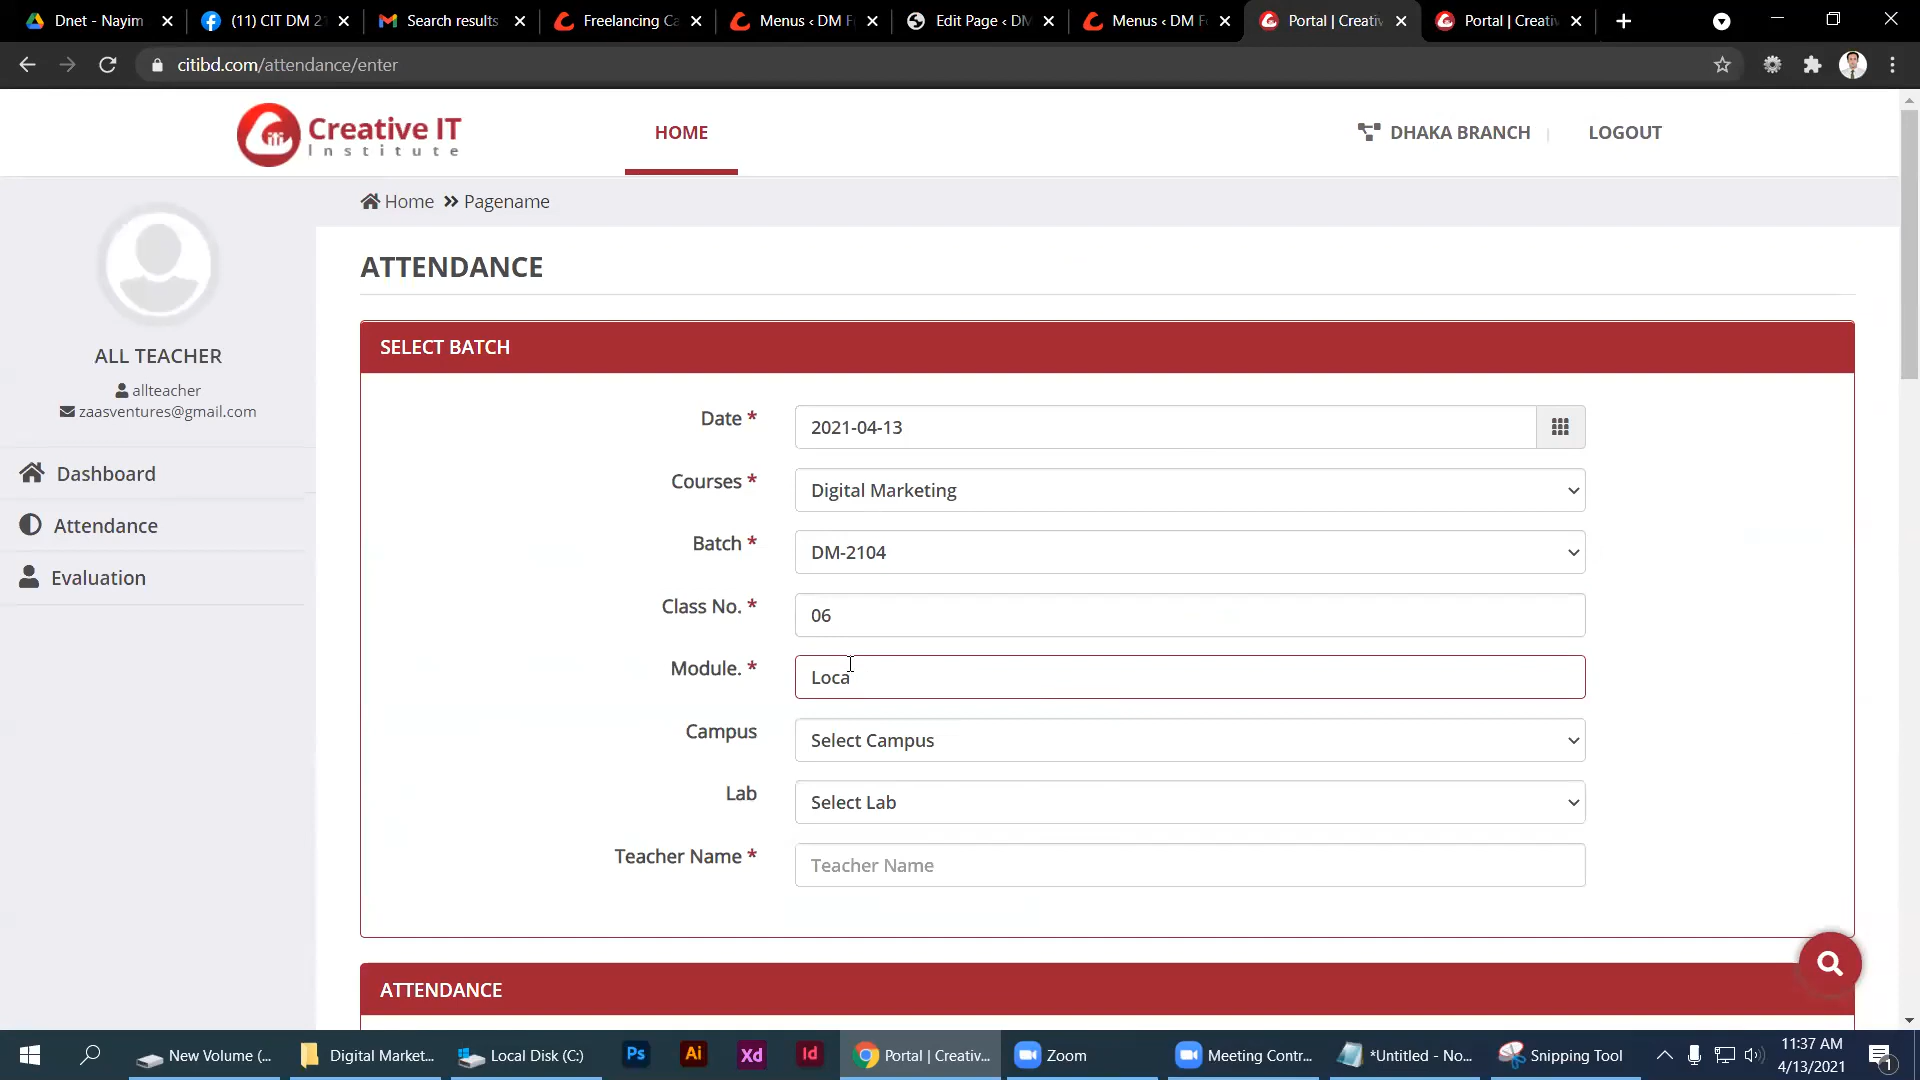 Dnet - Nayim
(11) CIT DM 2
Search results
Freelancing Ca
Menus ‹ DM F
Edit Page ‹ DM
Menus ‹ DM F
Portal | Creativ
Portal | Creativ
citibd.com/attendance/enter
Creative IT
Institute
HOME
DHAKA BRANCH
LOGOUT
Home » Pagename
ALL TEACHER
allteacher
zaasventures@gmail.com
Dashboard
Attendance
Evaluation
ATTENDANCE
SELECT BATCH
Date *
2021-04-13
Courses *
Digital Marketing
Batch *
DM-2104
Class No. *
06
Module. *
Loca
Campus
Select Campus
Lab
Select Lab
Teacher Name *
Teacher Name
ATTENDANCE
New Volume (...
Digital Market...
Local Disk (C:)
Ps
Ai
Xd
Id
Portal | Creativ...
Zoom
Meeting Contr...
*Untitled - No...
Snipping Tool
11:37 AM
4/13/2021
1